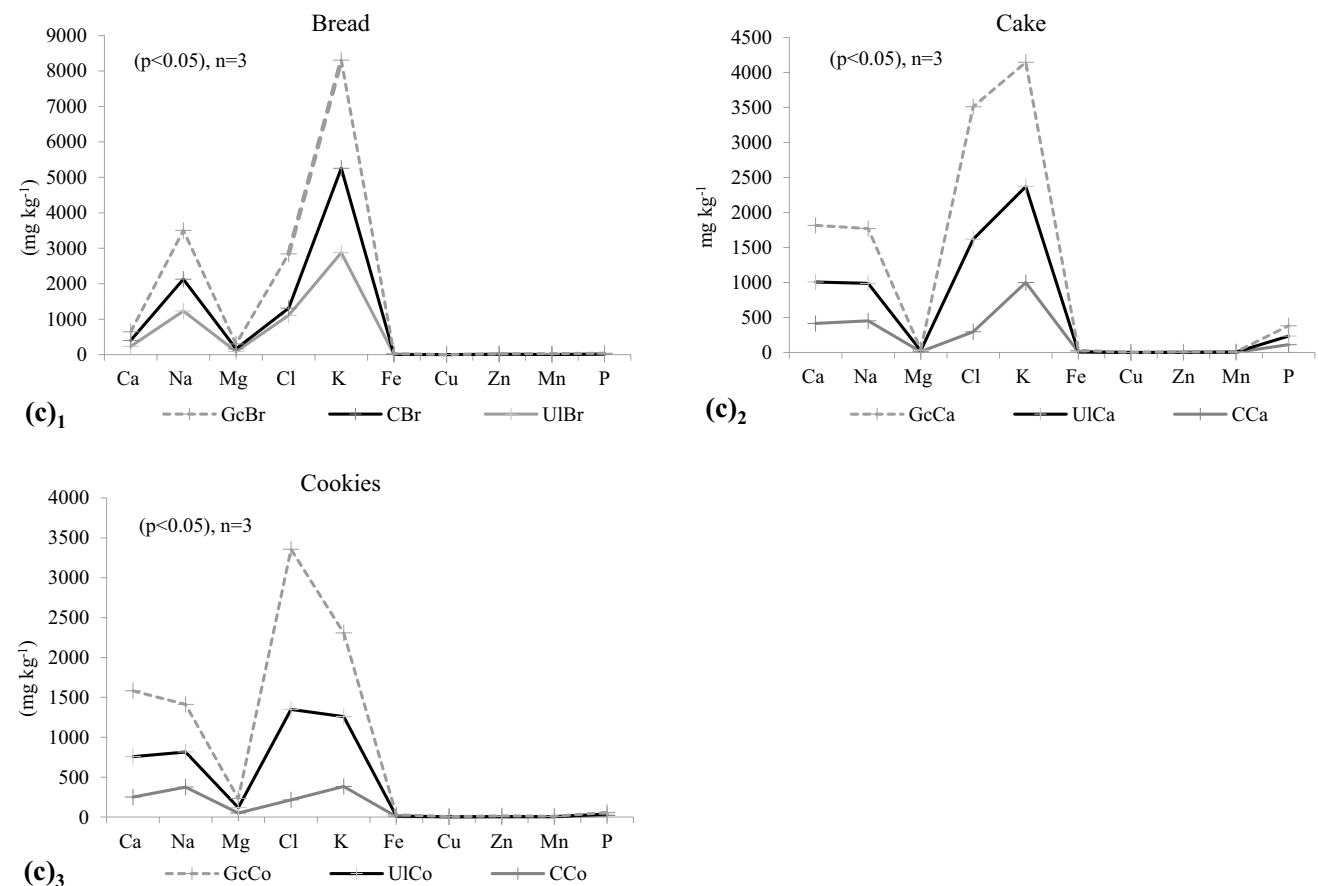 Bread
(p<0.05), n=3
9000
8000
7000
6000
5000
4000
3000
2000
1000
0
(mg kg-1)
Ca Na Mg Cl K Fe Cu Zn Mn P
GcBr CBr UlBr
(c)1
Cake
(p<0.05), n=3
4500
4000
3500
3000
2500
2000
1500
1000
500
0
mg kg-1
Ca Na Mg Cl K Fe Cu Zn Mn P
GcCa UlCa CCa
(c)2
Cookies
(p<0.05), n=3
4000
3500
3000
2500
2000
1500
1000
500
0
(mg kg-1)
Ca Na Mg Cl K Fe Cu Zn Mn P
GcCo UlCo CCo
(c)3